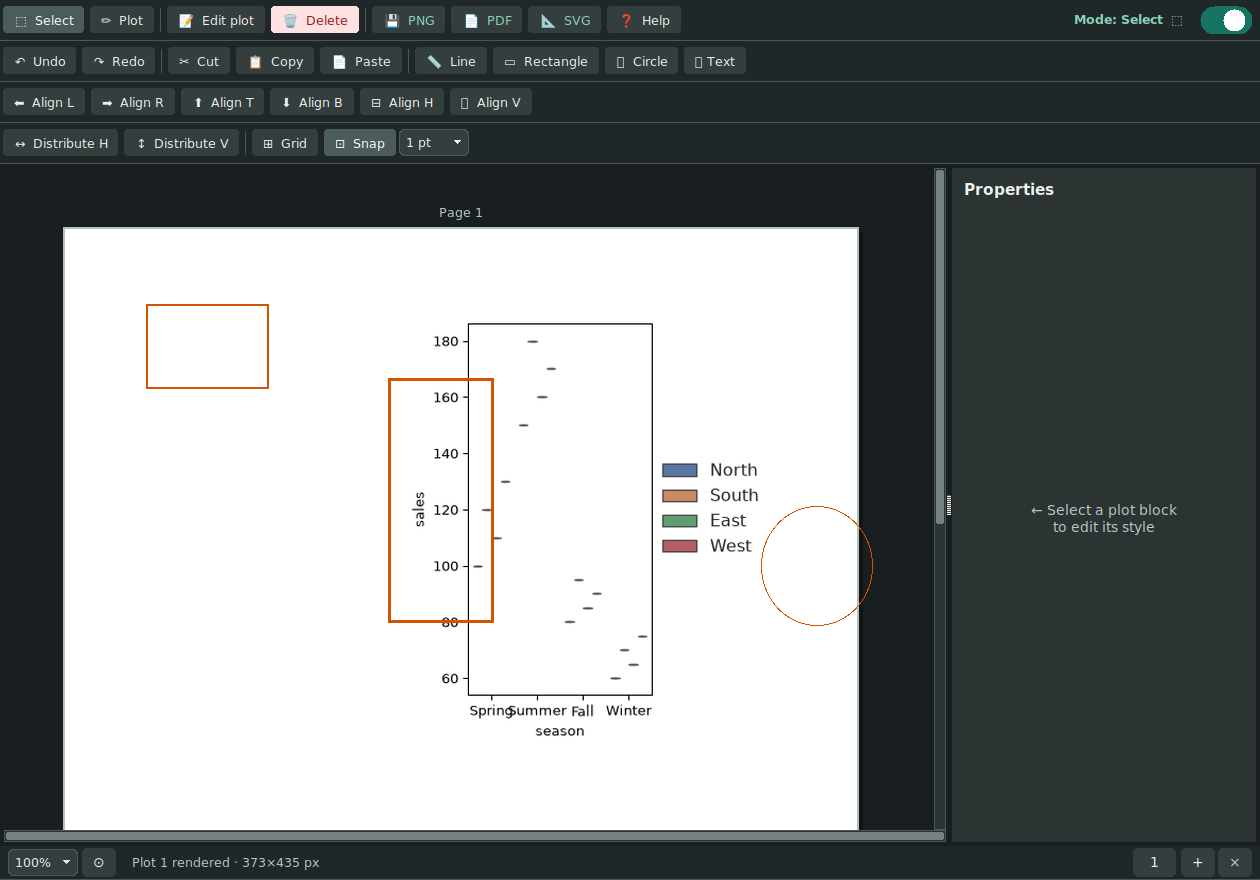 Select Plot Edit plot Delete PNG PDF SVG Help Mode: Select
Undo Redo Cut Copy Paste Line Rectangle Circle Text
Align L Align R Align T Align B Align H Align V
Distribute H Distribute V Grid Snap 1 pt
Properties
Page 1
180
160
140
120
100
80
60
sales
Spring Summer Fall Winter
season
North
South
East
West
← Select a plot block
to edit its style
100% Plot 1 rendered · 373×435 px 1 + ×